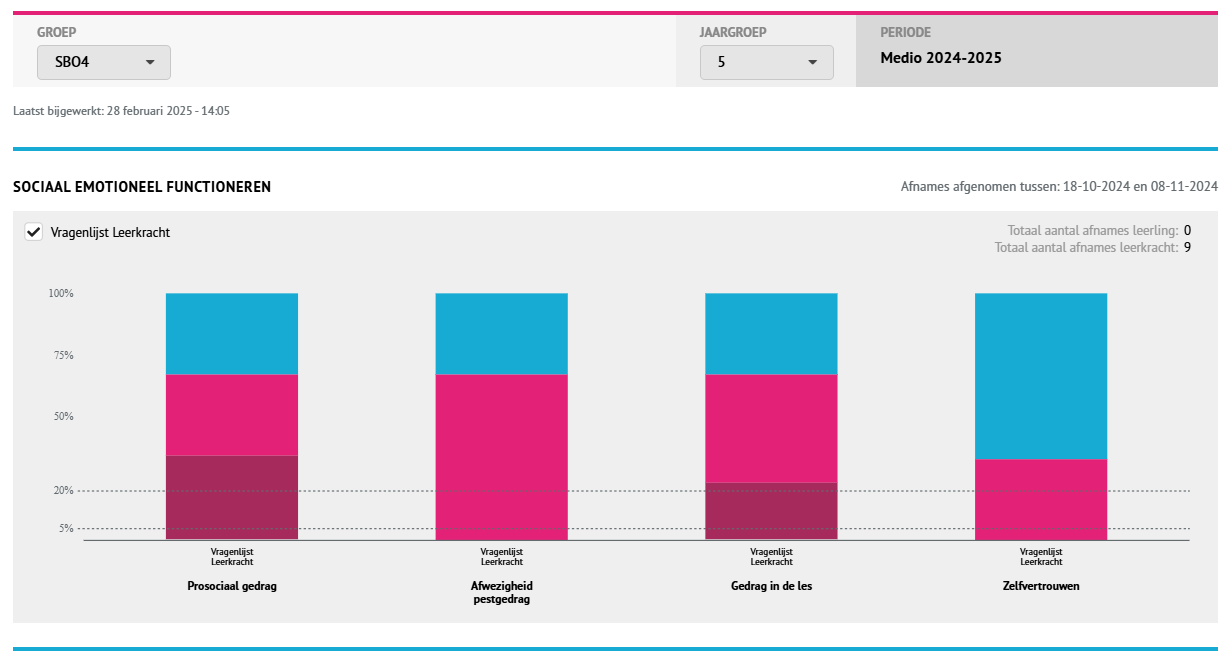 GROEP
SBO4
JAARGROEP
5
PERIODE
Medio 2024-2025
Laatst bijgewerkt: 28 februari 2025 - 14:05
SOCIAAL EMOTIONEEL FUNCTIONEREN
Afnames afgenomen tussen: 18-10-2024 en 08-11-2024
Vragenlijst Leerkracht
Totaal aantal afnames leerling: 0
Totaal aantal afnames leerkracht: 9
100%
75%
50%
20%
5%
Vragenlijst
Leerkracht
Prosociaal gedrag
Vragenlijst
Leerkracht
Afwezigheid
pestgedrag
Vragenlijst
Leerkracht
Gedrag in de les
Vragenlijst
Leerkracht
Zelfvertrouwen